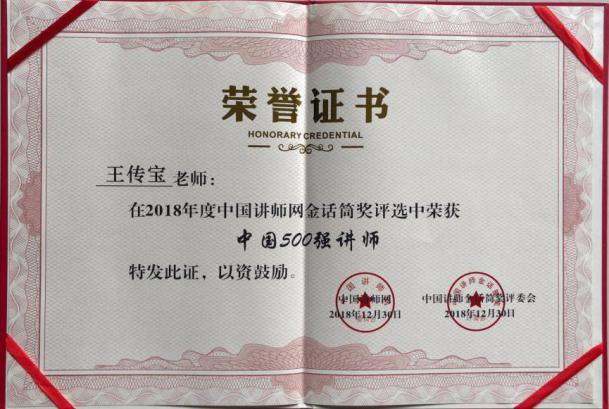 荣誉证书
HONORARY CREDENTIAL
王传宝 老师：
在2018年度中国讲师网金话筒奖评选中荣获
中国500强讲师
特发此证，以资鼓励。
中国讲师网 中国讲师金话筒奖评委会
2018年12月30日 2018年12月30日